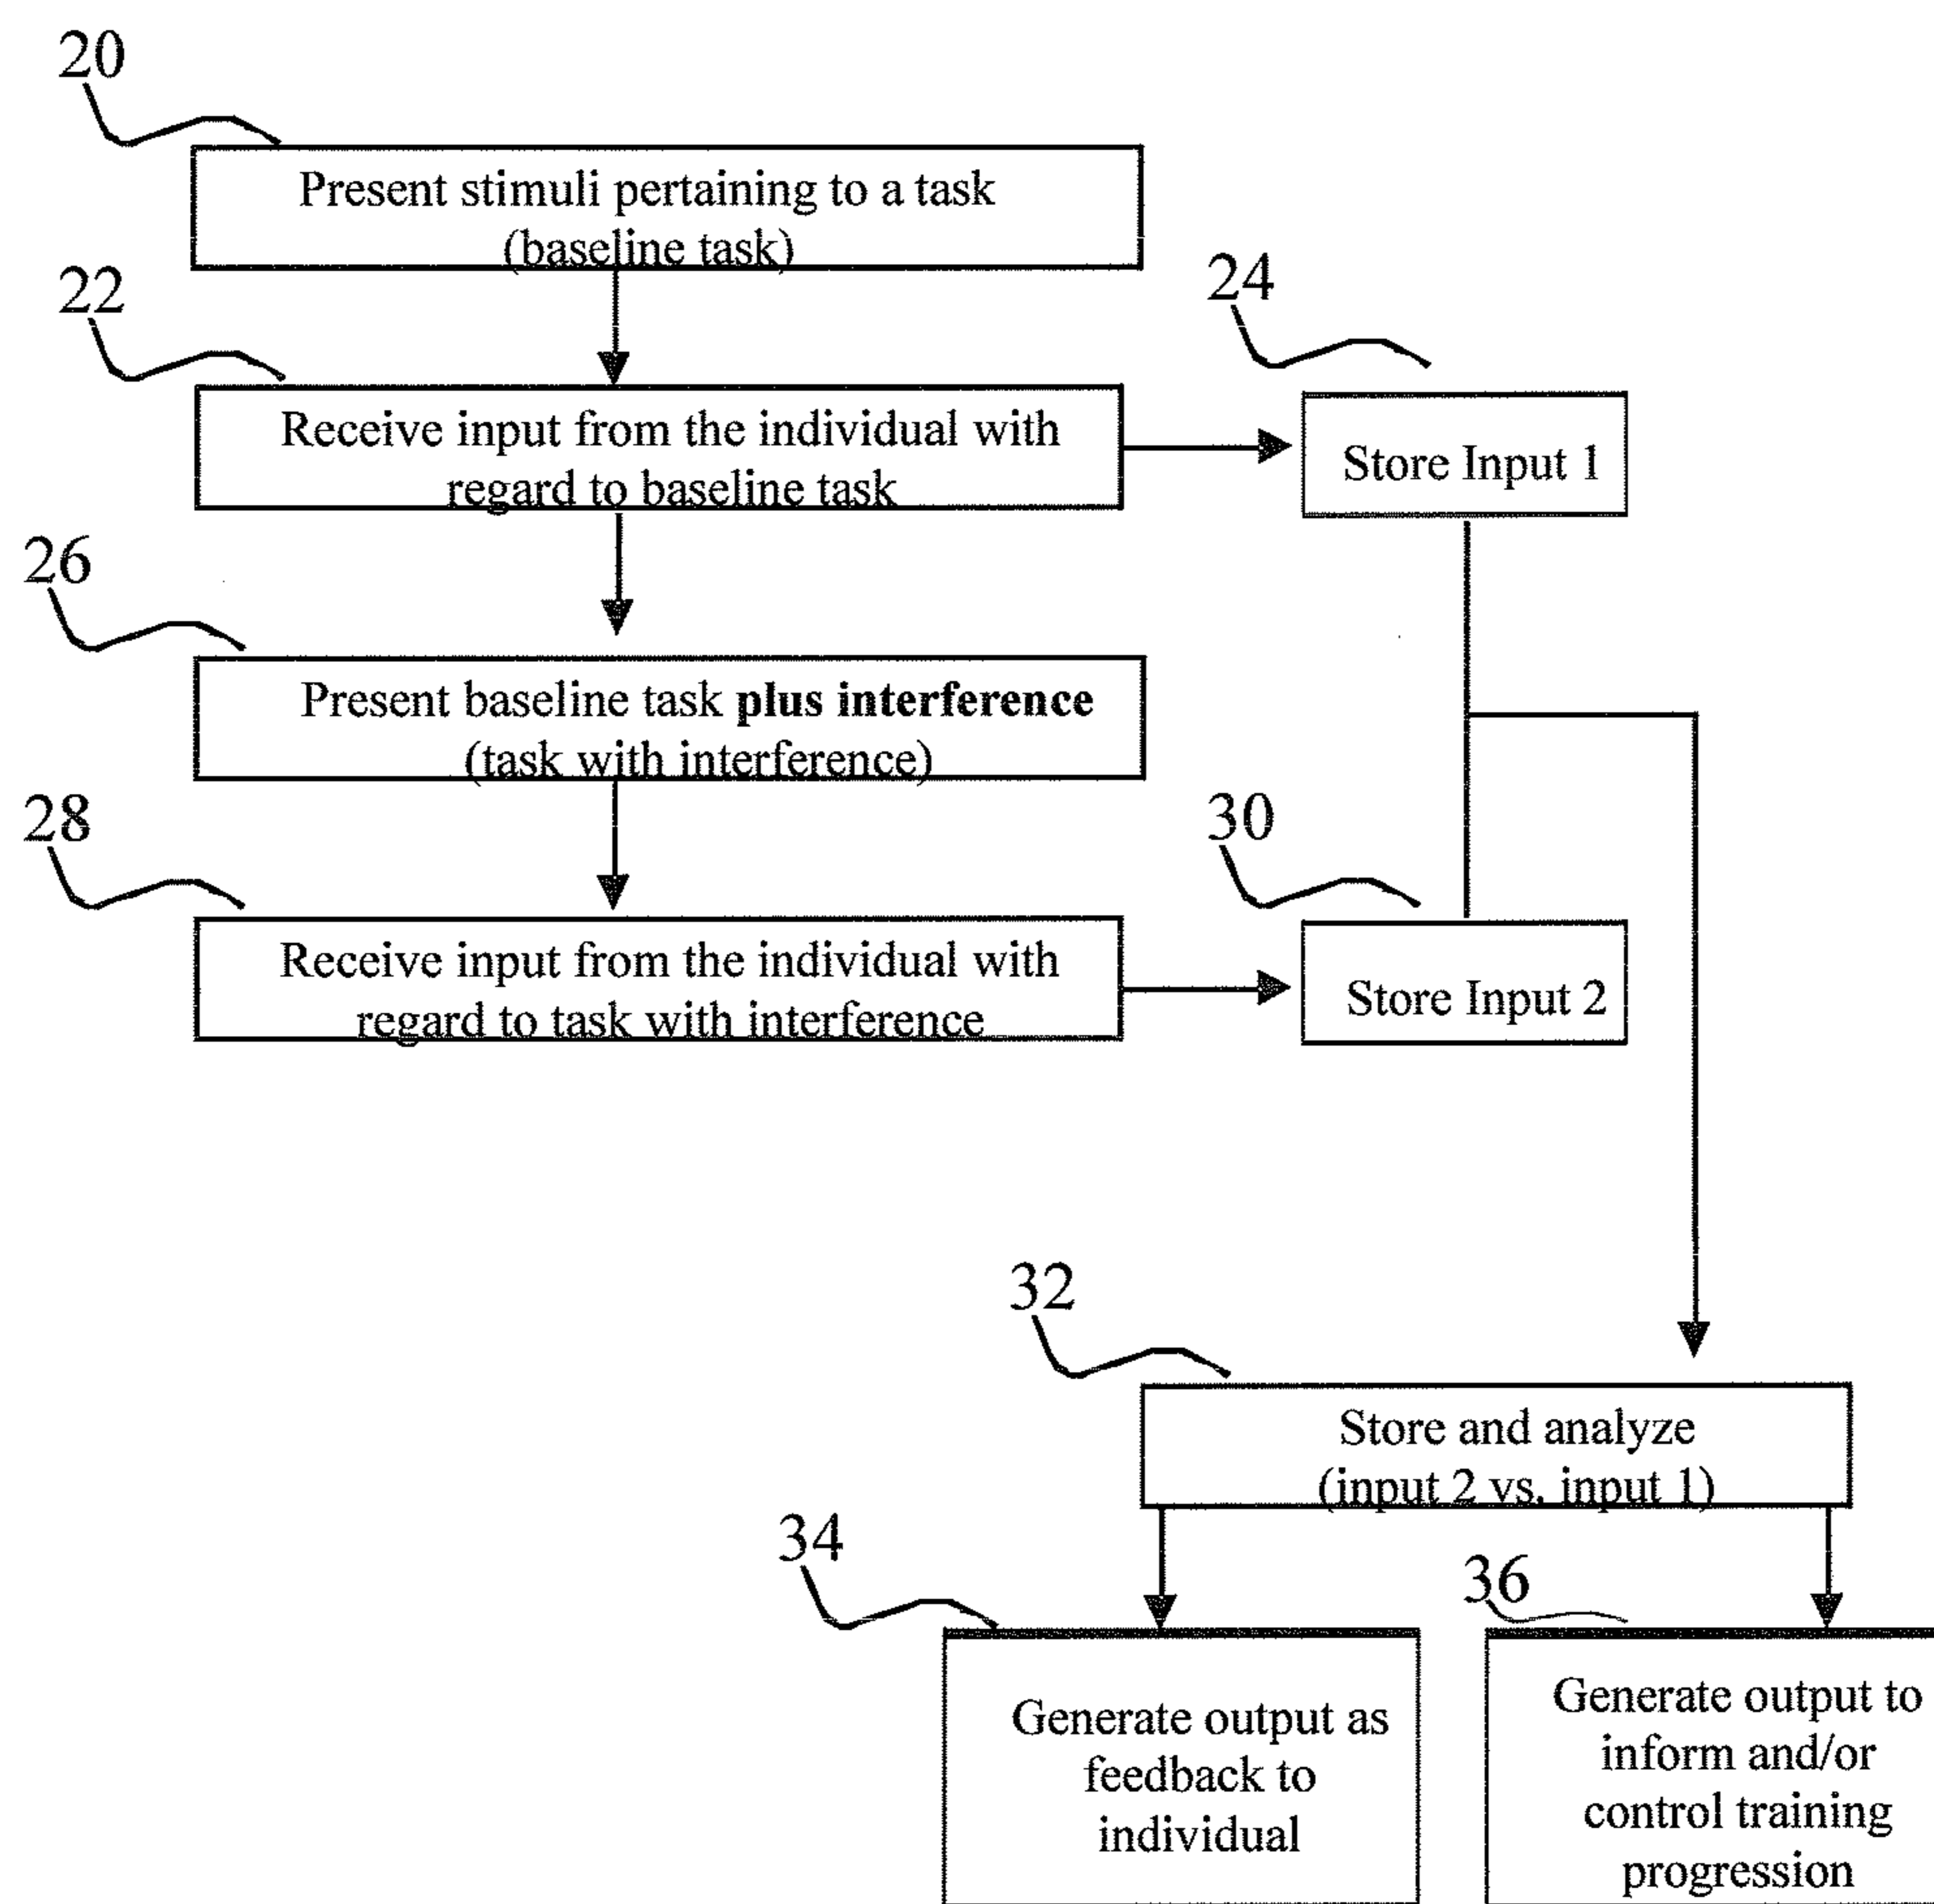 20
Present stimuli pertaining to a task
(baseline task)
22
24
Receive input from the individual with
regard to baseline task
Store Input 1
26
Present baseline task plus interference
(task with interference)
28
30
Receive input from the individual with
regard to task with interference
Store Input 2
32
Store and analyze
(input 2 vs. input 1)
34
36
Generate output as
feedback to
individual
Generate output to
inform and/or
control training
progression